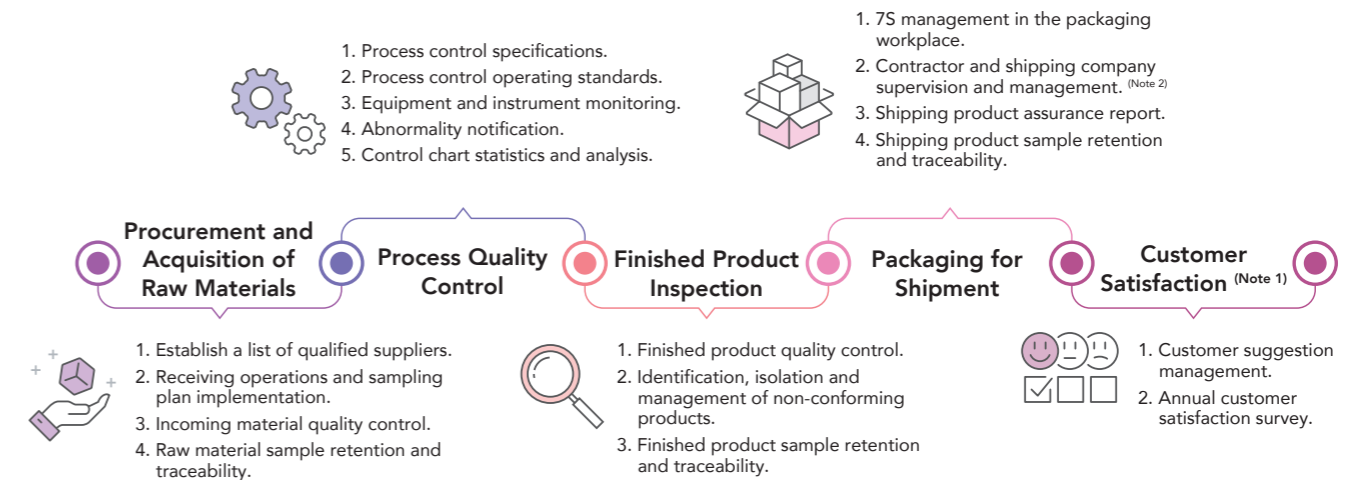 1. Process control specifications.
2. Process control operating standards.
3. Equipment and instrument monitoring.
4. Abnormality notification.
5. Control chart statistics and analysis.
1. 7S management in the packaging
workplace.
2. Contractor and shipping company
supervision and management. (Note 2)
3. Shipping product assurance report.
4. Shipping product sample retention
and traceability.
Procurement and
Acquisition of
Raw Materials
Process Quality
Control
Finished Product
Inspection
Packaging for
Shipment
Customer
Satisfaction (Note 1)
1. Establish a list of qualified suppliers.
2. Receiving operations and sampling
plan implementation.
3. Incoming material quality control.
4. Raw material sample retention and
traceability.
1. Finished product quality control.
2. Identification, isolation and
management of non-conforming
products.
3. Finished product sample retention
and traceability.
1. Customer suggestion
management.
2. Annual customer
satisfaction survey.